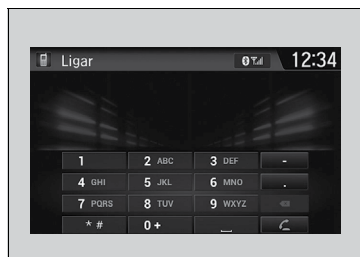 Ligar 12:34
1 2 ABC 3 DEF -
4 GHI 5 JKL 6 MNO .
7 PQRS 8 TUV 9 WXYZ
* # 0 +